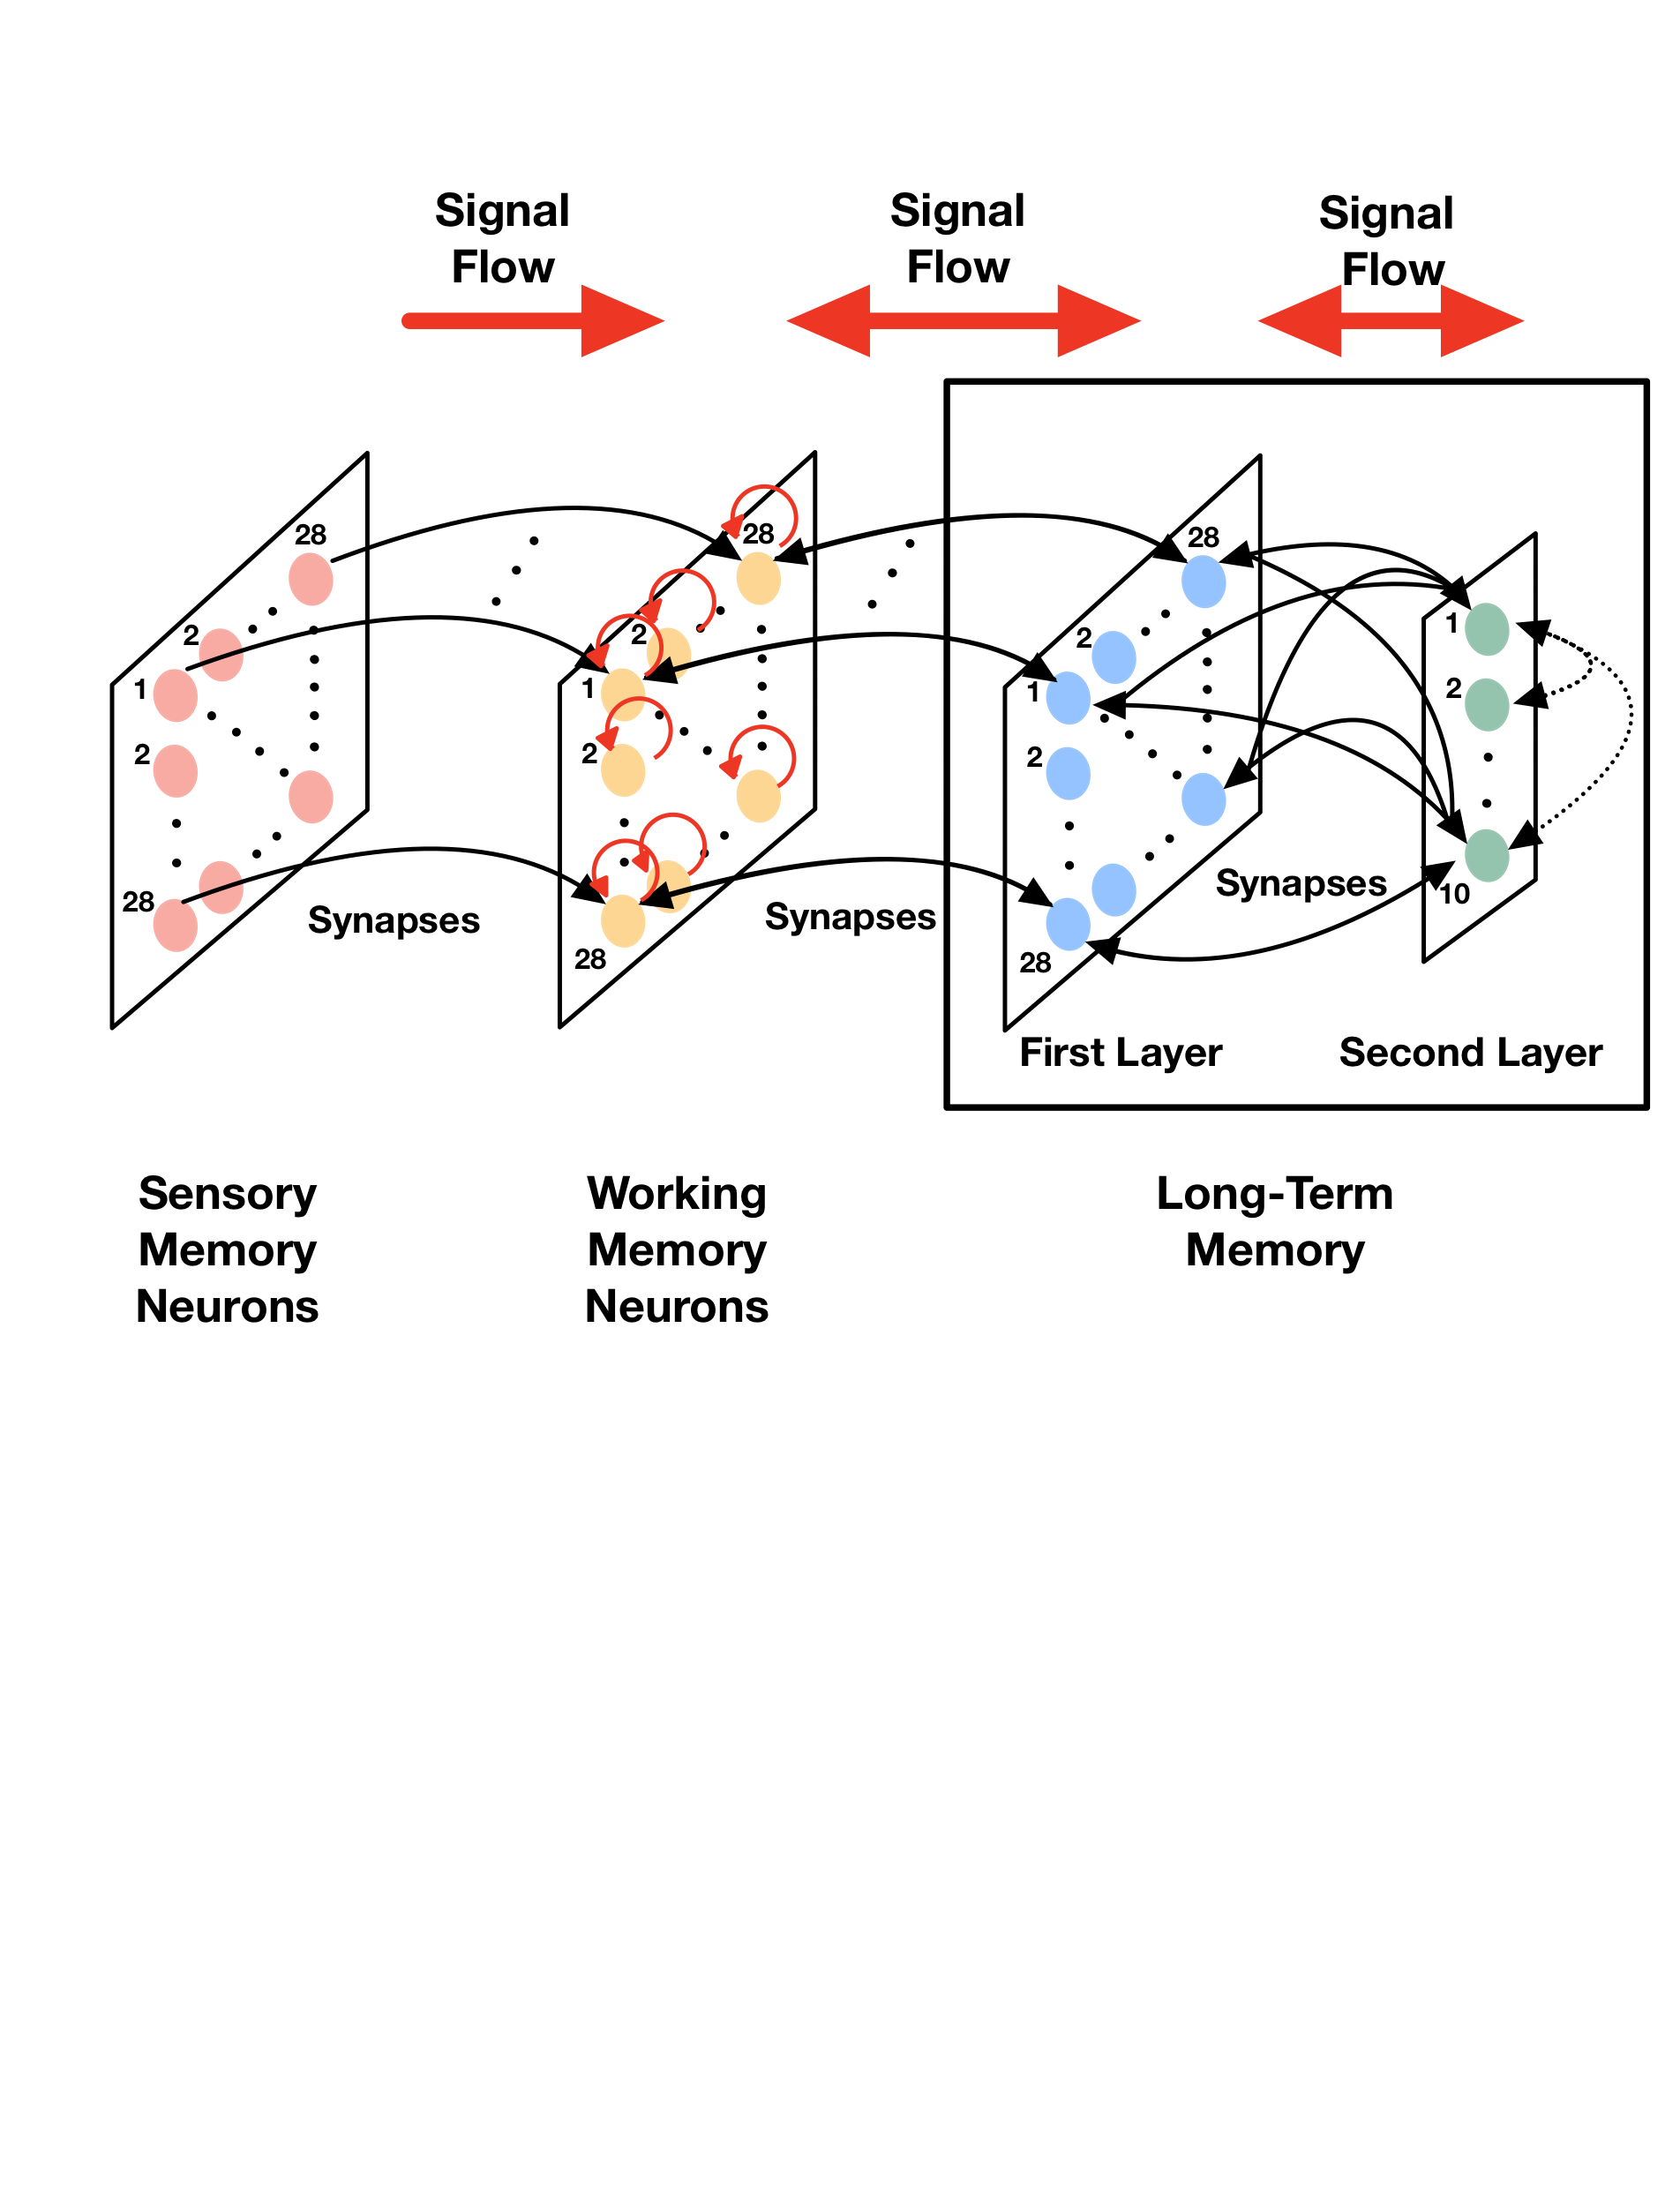 Signal
Flow
Signal
Flow
Signal
Flow
28
2
1
2
28
Synapses
28
2
1
2
28
Synapses
28
2
1
2
28
Synapses
1
2
10
First Layer
Second Layer
Sensory
Memory
Neurons
Working
Memory
Neurons
Long-Term
Memory